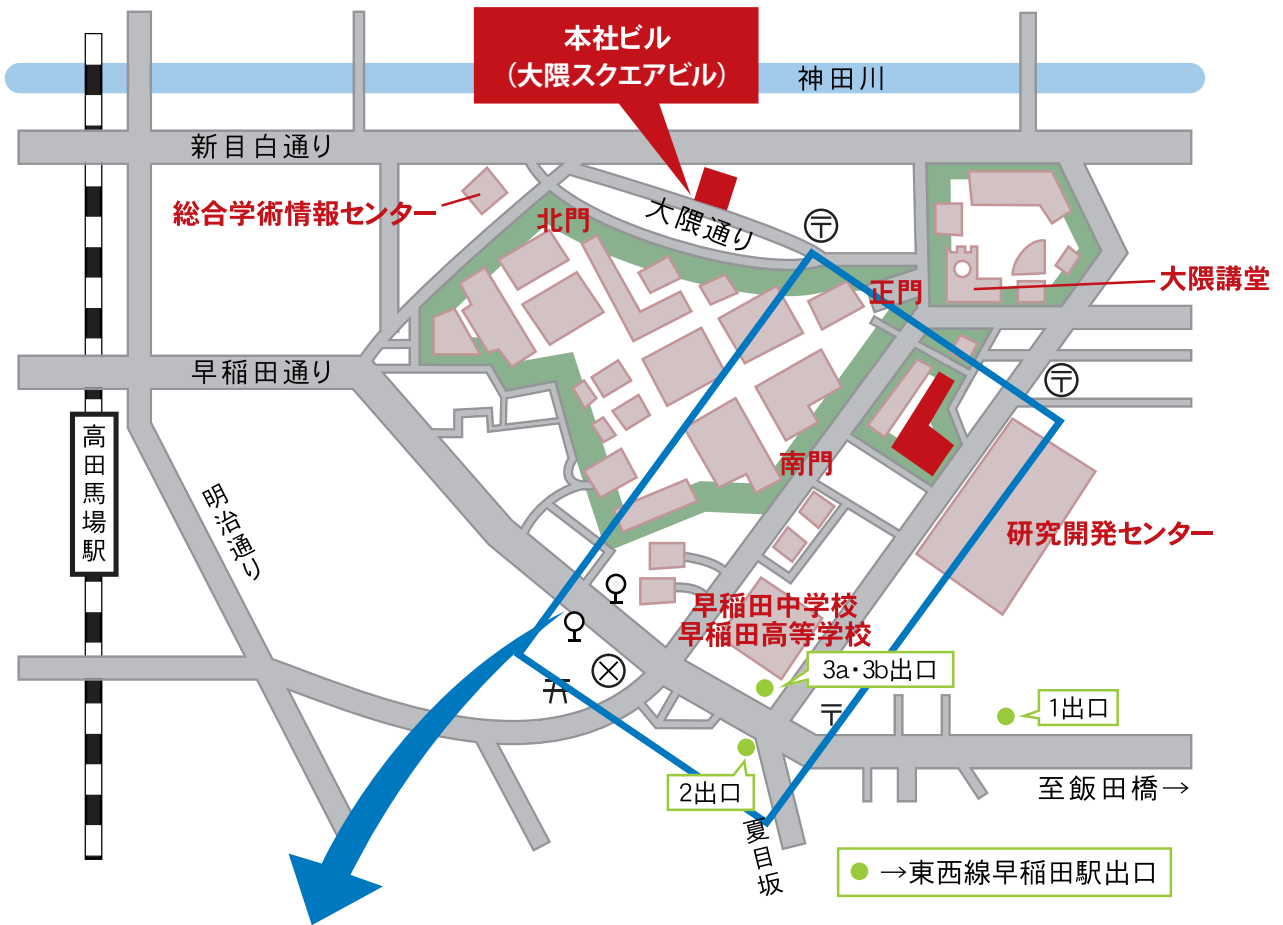 本社ビル
（大隈スクエアビル）
神田川
新目白通り
総合学術情報センター
北門
大隈通り
〒
正門
大隈講堂
早稲田通り
〒
高田馬場駅
明治通り
南門
研究開発センター
早稲田中学校
早稲田高等学校
3a・3b出口
〒
1出口
2出口
至飯田橋→
夏目坂
→東西線早稲田駅出口